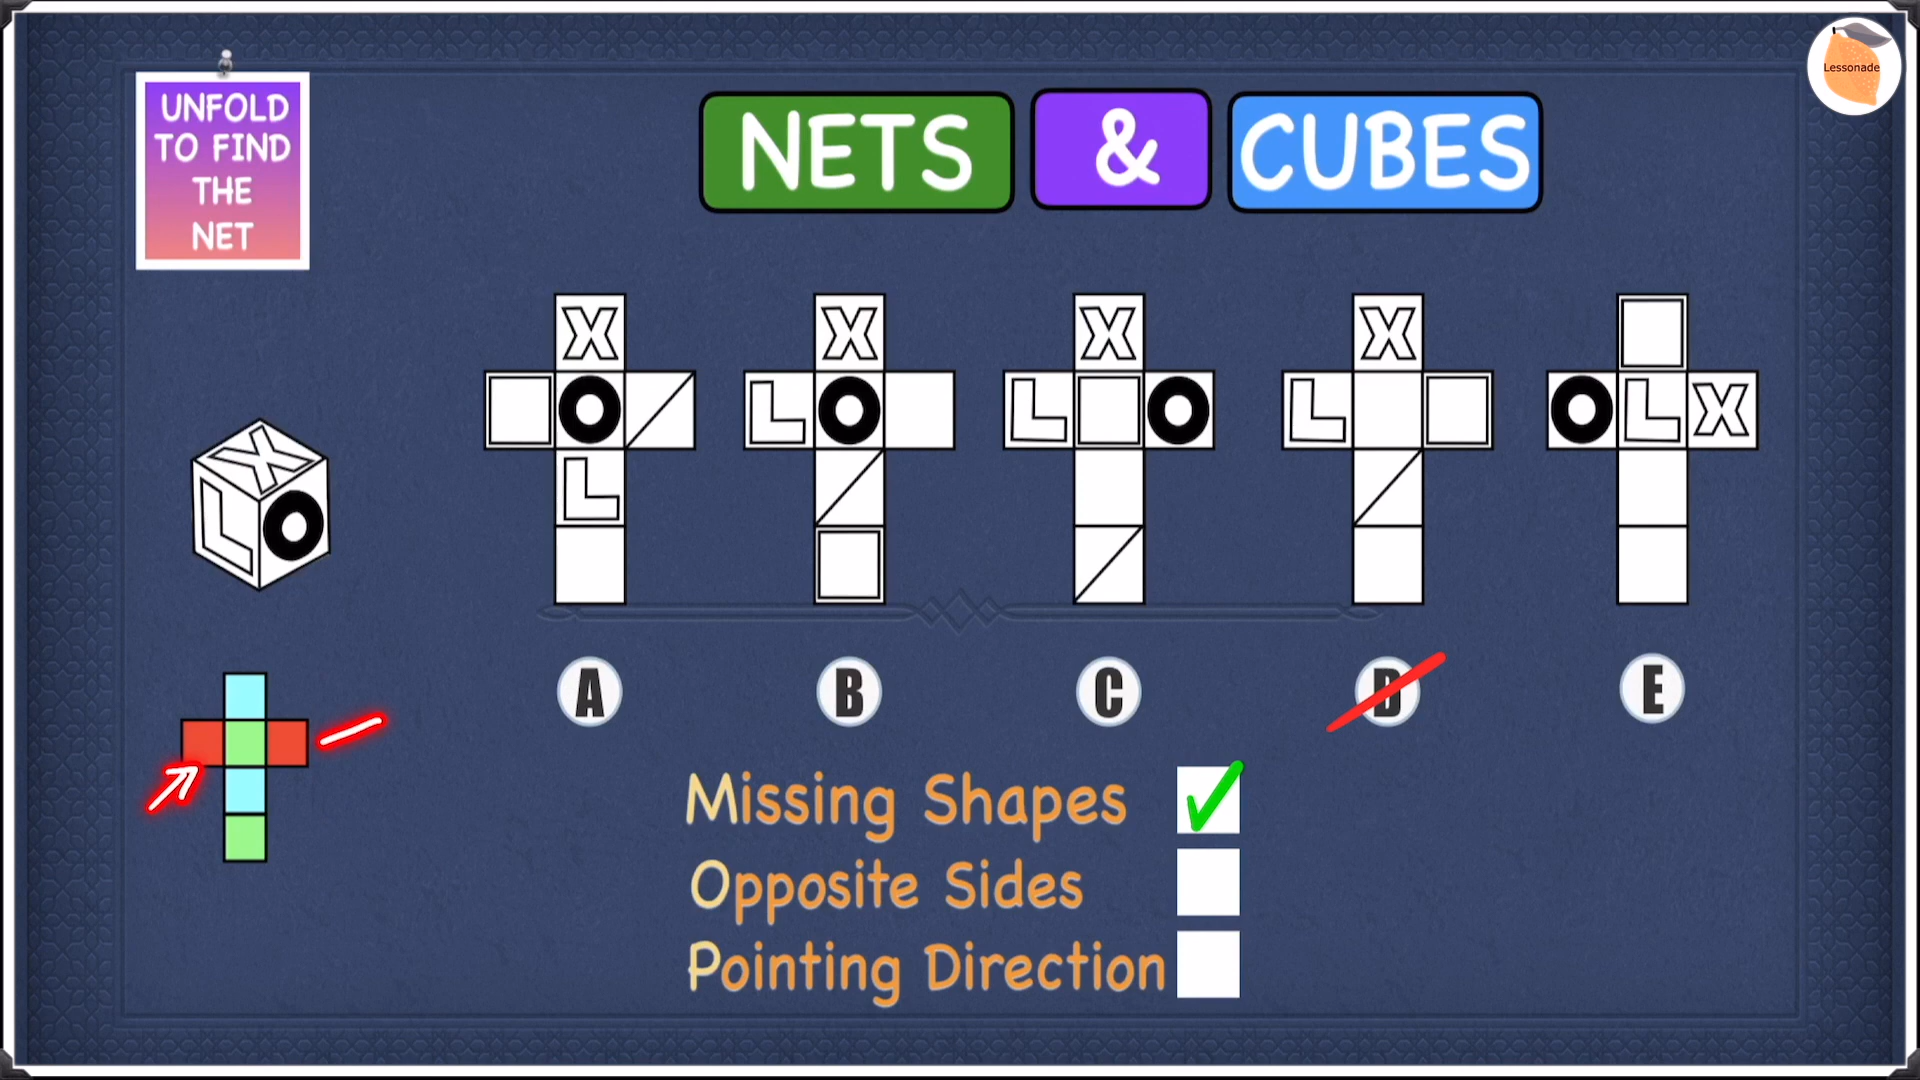 Lessonade
UNFOLD
TO FIND
THE
NET
NETS & CUBES
X
L O
X
O
L
X
L O
X
L O
X
L
O L X
A B C D E
Missing Shapes
Opposite Sides
Pointing Direction